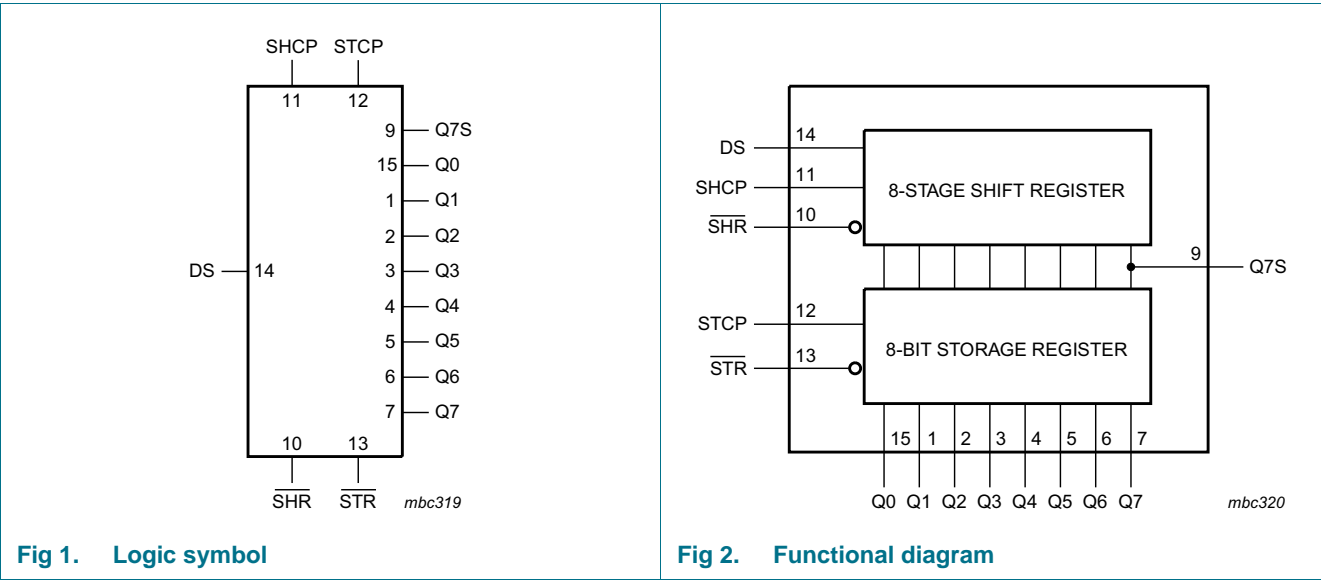 SHCP STCP
11 12
9 Q7S
15 Q0
1 Q1
2 Q2
DS 14 3 Q3
4 Q4
5 Q5
6 Q6
7 Q7
10 13
SHR STR mbc319
Fig 1. Logic symbol
DS 14
SHCP 11
SHR 10
8-STAGE SHIFT REGISTER
9 Q7S
STCP 12
STR 13
8-BIT STORAGE REGISTER
15 1 2 3 4 5 6 7
Q0 Q1 Q2 Q3 Q4 Q5 Q6 Q7 mbc320
Fig 2. Functional diagram